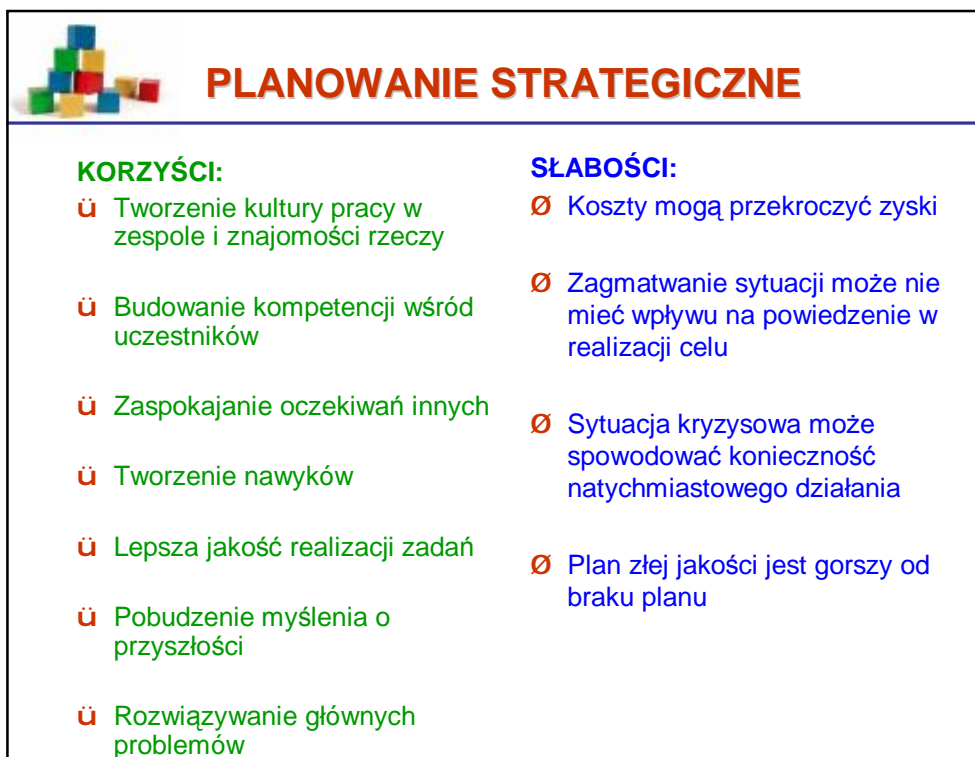 PLANOWANIE STRATEGICZNE
KORZYŚCI:
ü Tworzenie kultury pracy w
zespole i znajomości rzeczy
ü Budowanie kompetencji wśród
uczestników
ü Zaspokajanie oczekiwań innych
ü Tworzenie nawyków
ü Lepsza jakość realizacji zadań
ü Pobudzenie myślenia o
przyszłości
ü Rozwiązywanie głównych
problemów
SŁABOŚCI:
Ø Koszty mogą przekroczyć zyski
Ø Zagmatwanie sytuacji może nie
mieć wpływu na powiedzenie w
realizacji celu
Ø Sytuacja kryzysowa może
spowodować konieczność
natychmiastowego działania
Ø Plan złej jakości jest gorszy od
braku planu